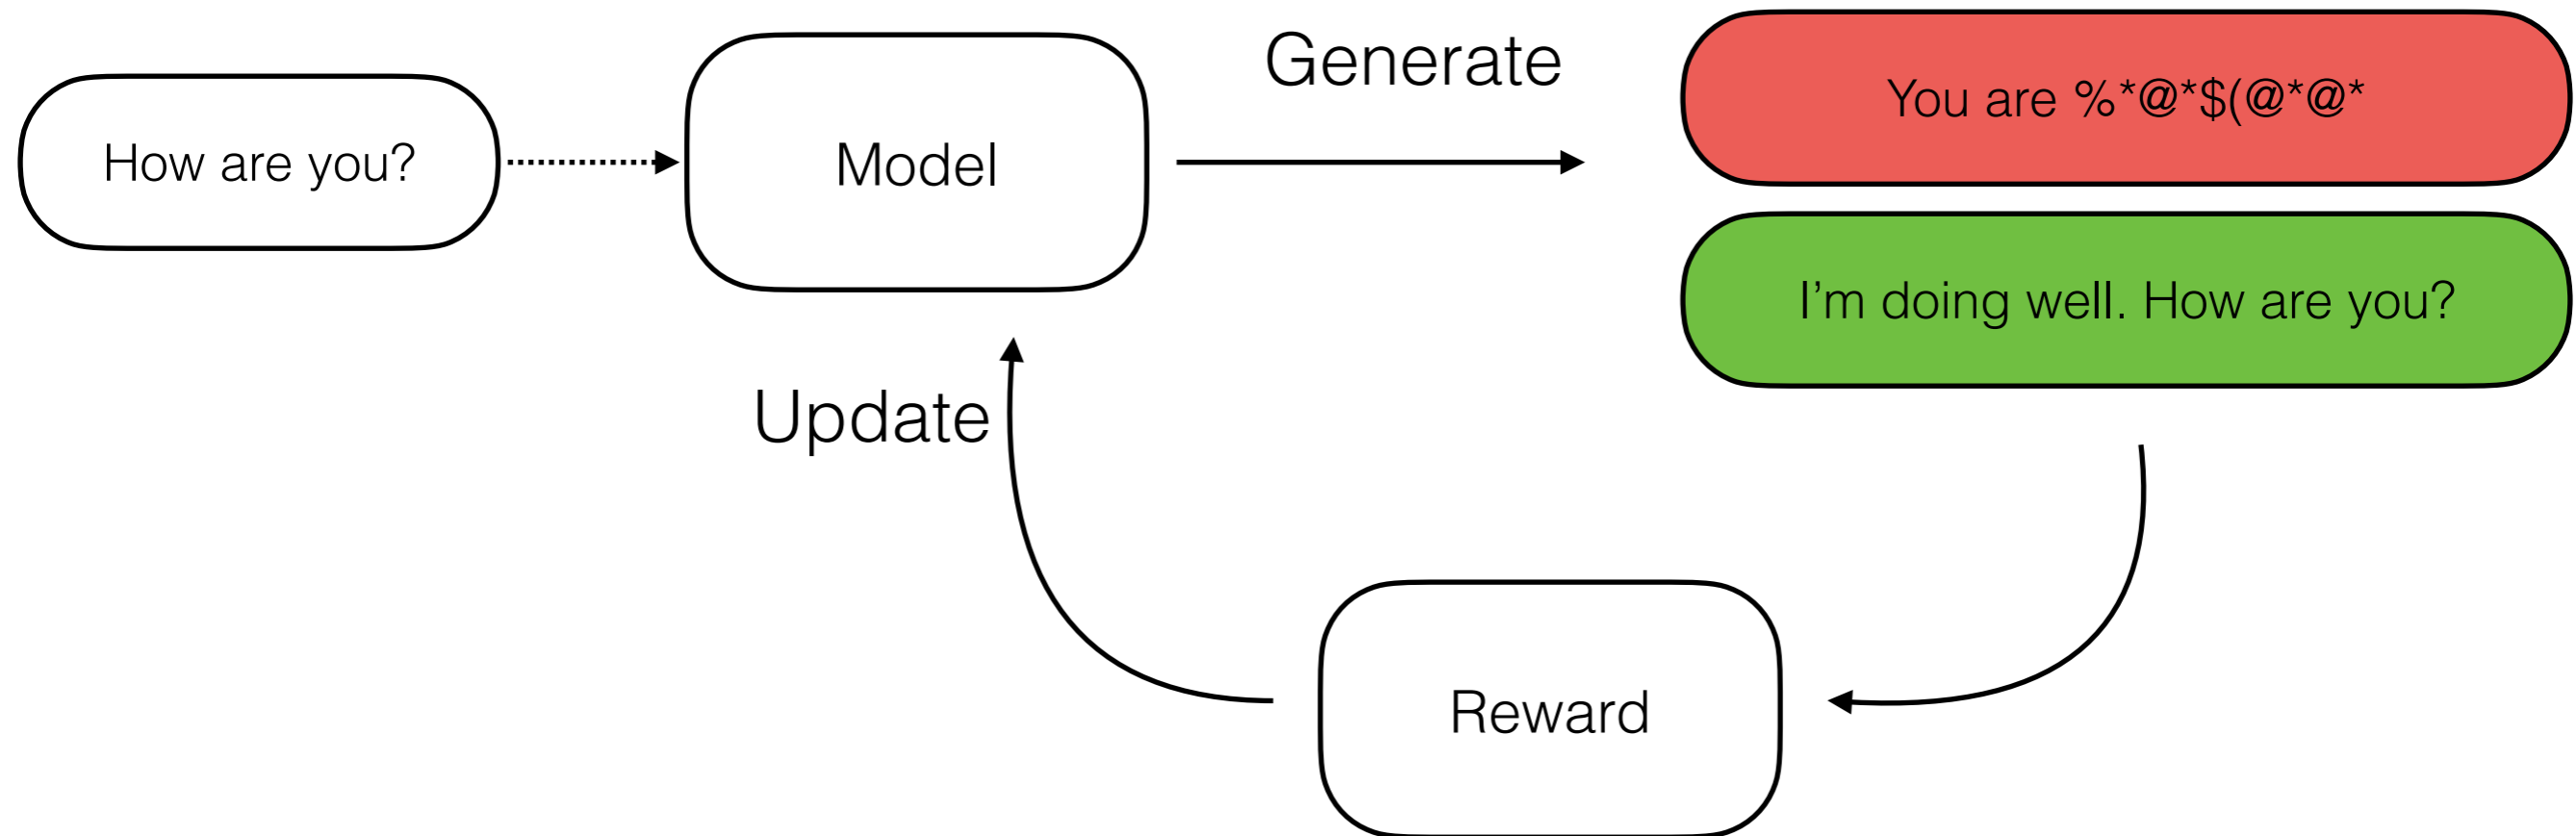 How are you?
Model
Generate
You are %*@*$(@*@*
I'm doing well. How are you?
Update
Reward